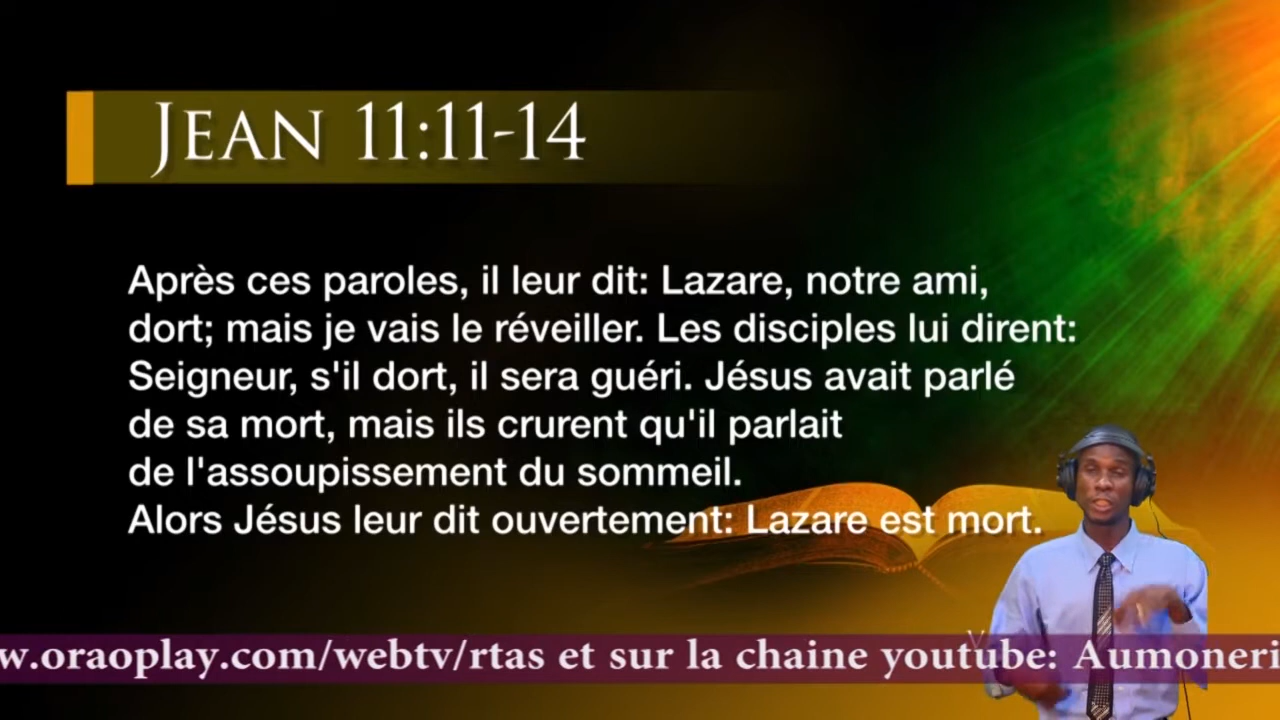 Jean 11:11-14
Après ces paroles, il leur dit: Lazare, notre ami,
dort; mais je vais le réveiller. Les disciples lui dirent:
Seigneur, s'il dort, il sera guéri. Jésus avait parlé
de sa mort, mais ils crurent qu'il parlait
de l'assoupissement du sommeil.
Alors Jésus leur dit ouvertement: Lazare est mort.
w.oraoplay.com/webtv/rtas et sur la chaine youtube: Aumoneri